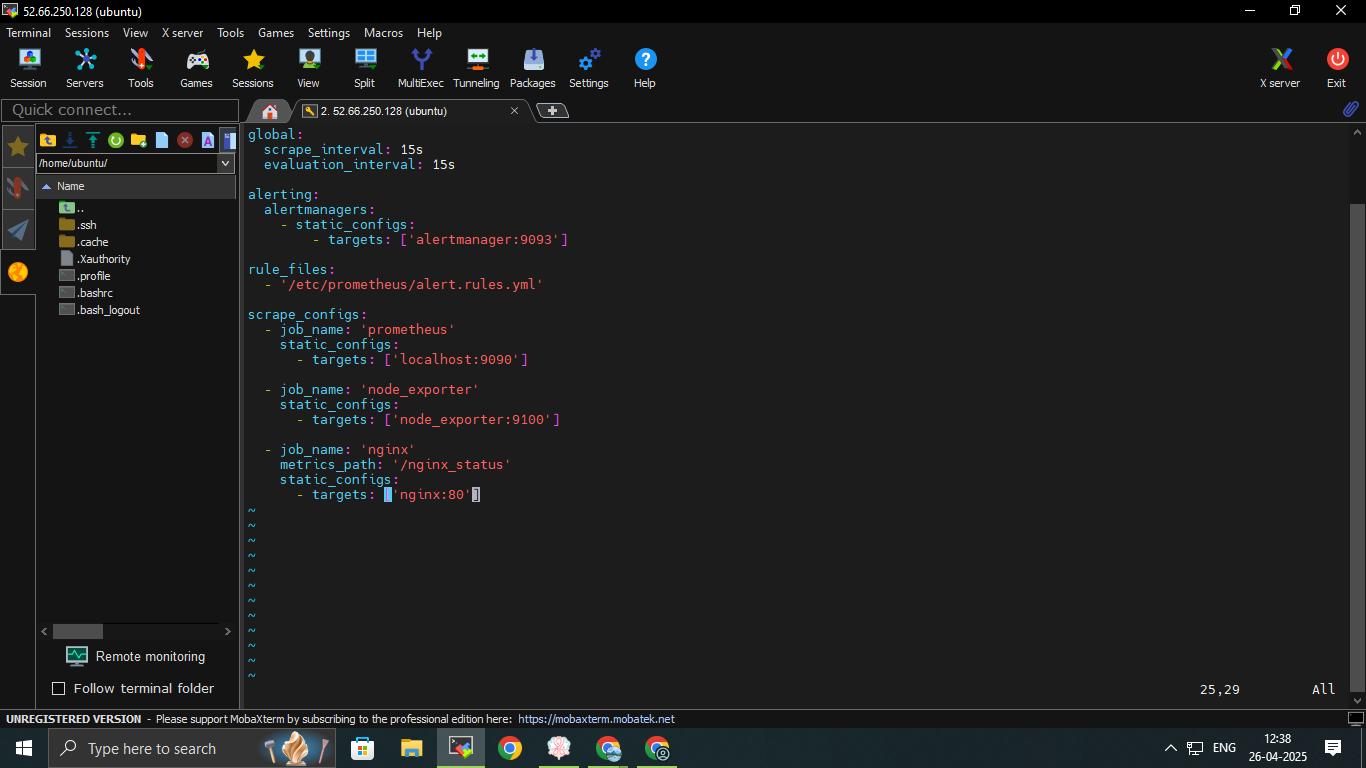 52.66.250.128 (ubuntu)
Terminal Sessions View X server Tools Games Settings Macros Help
Session Servers Tools Games Sessions View Split MultiExec Tunneling Packages Settings Help X server Exit
Quick connect...
2. 52.66.250.128 (ubuntu)
/home/ubuntu/
Name
..
.ssh
.cache
.Xauthority
.profile
.bashrc
.bash_logout
Remote monitoring
Follow terminal folder
global:
  scrape_interval: 15s
  evaluation_interval: 15s
alerting:
  alertmanagers:
    - static_configs:
        - targets: ['alertmanager:9093']
rule_files:
  - '/etc/prometheus/alert.rules.yml'
scrape_configs:
  - job_name: 'prometheus'
    static_configs:
      - targets: ['localhost:9090']
  - job_name: 'node_exporter'
    static_configs:
      - targets: ['node_exporter:9100']
  - job_name: 'nginx'
    metrics_path: '/nginx_status'
    static_configs:
      - targets: ['nginx:80']
~
~
~
~
~
~
~
~
~
~
~
~
25,29 All
UNREGISTERED VERSION - Please support MobaXterm by subscribing to the professional edition here: https://mobaxterm.mobatek.net
Type here to search
ENG
12:38
26-04-2025